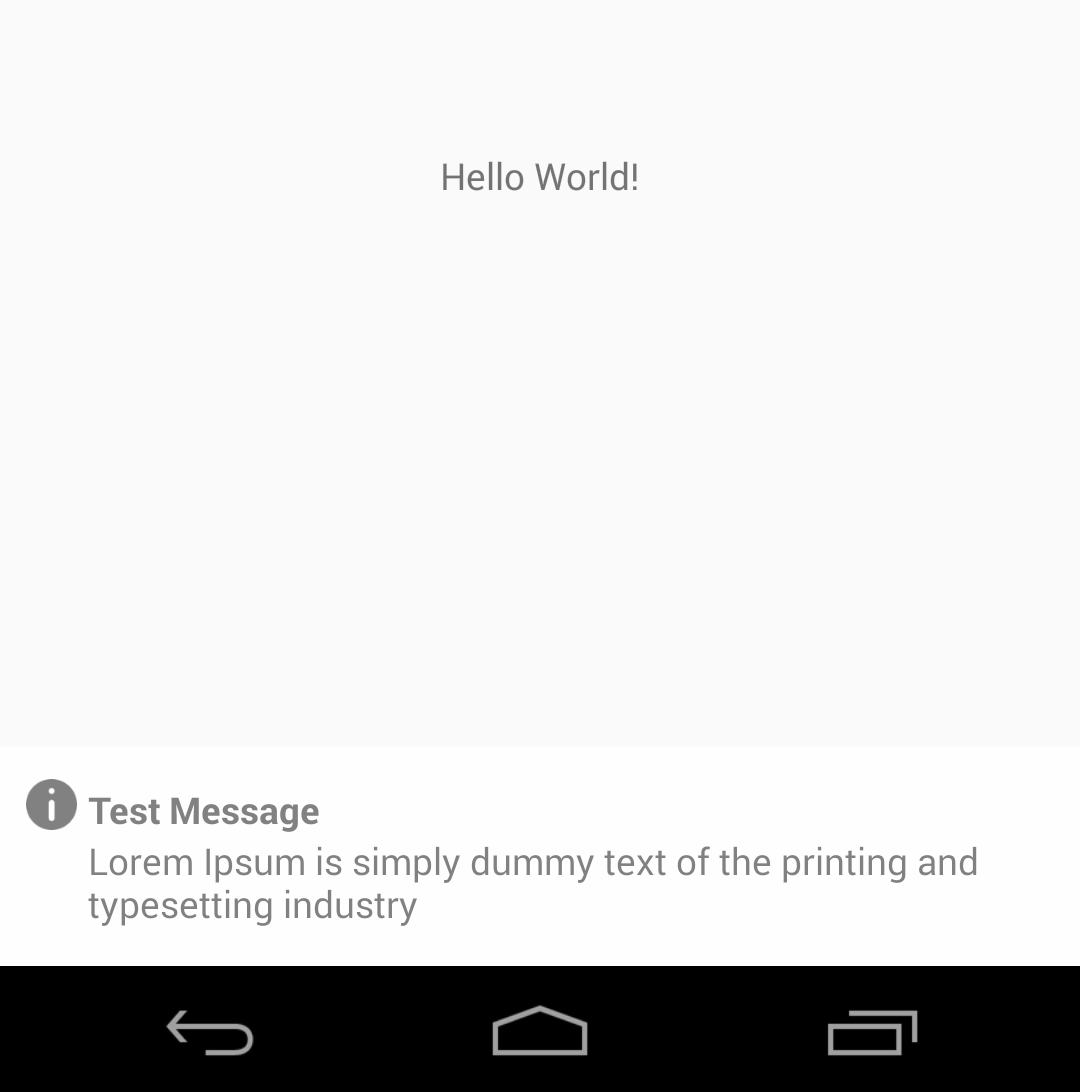 Hello World!
Test Message
Lorem Ipsum is simply dummy text of the printing and
typesetting industry